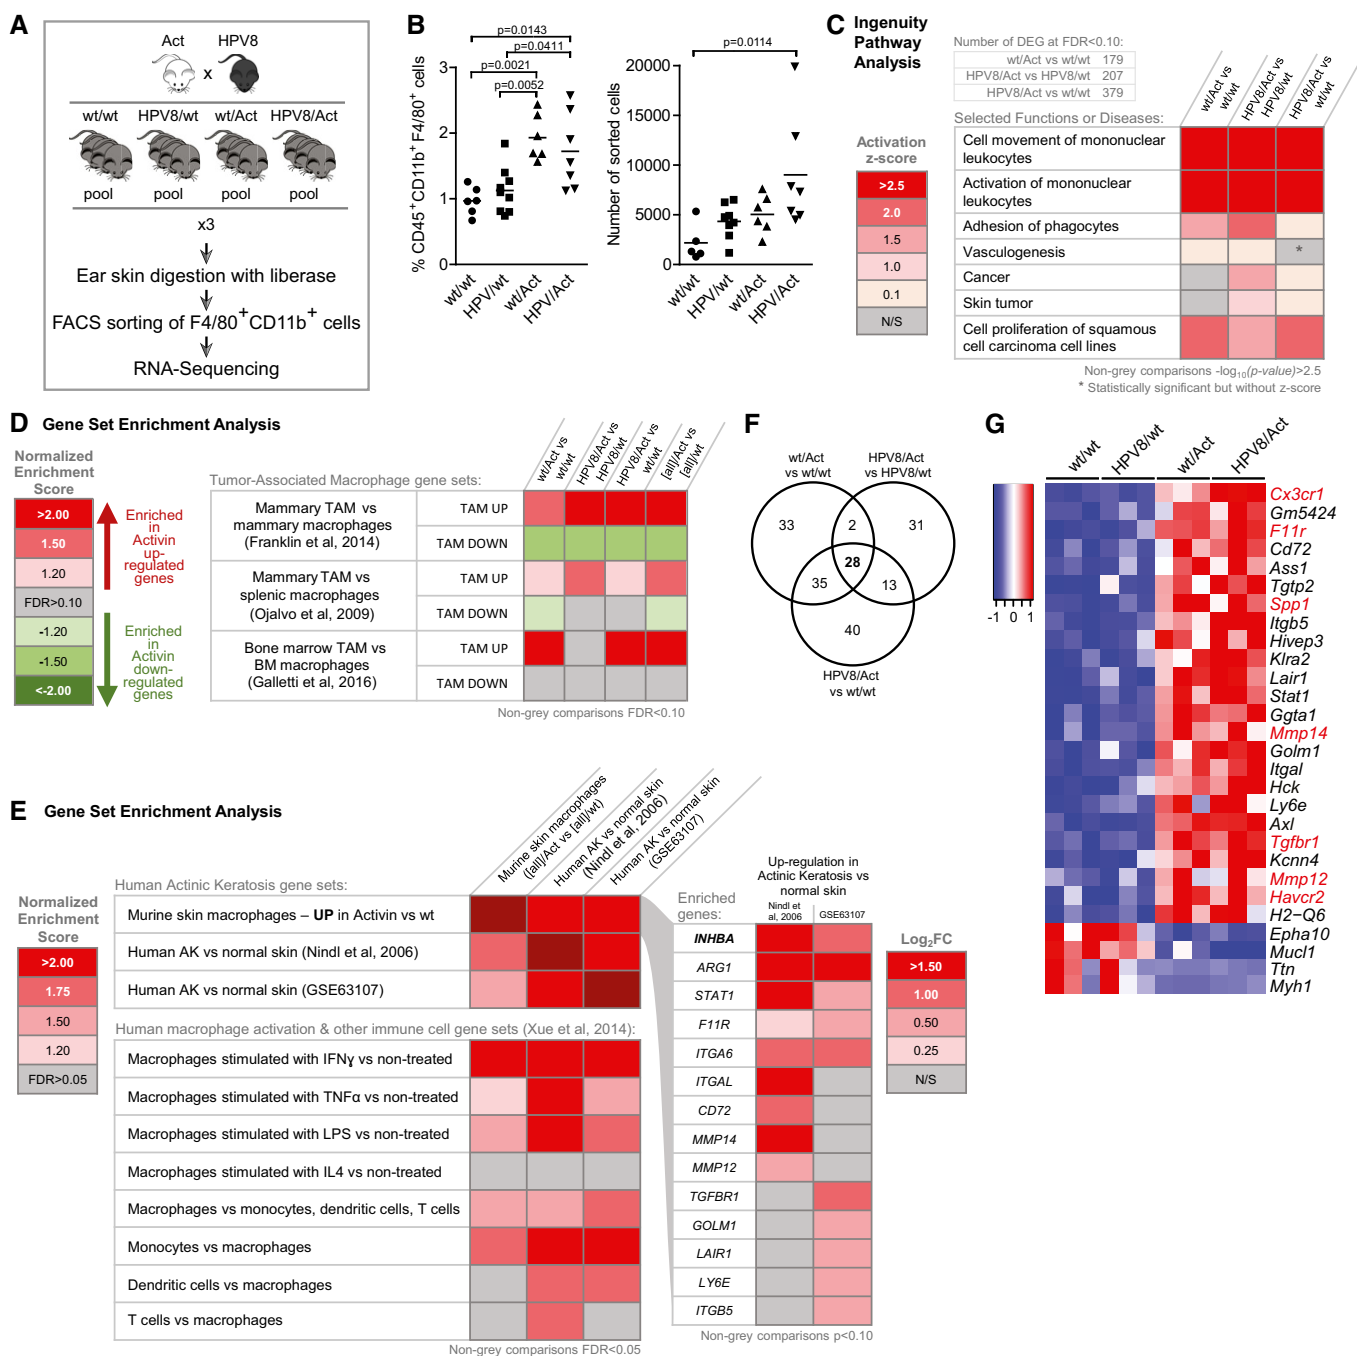 A
Act
HPV8
x
wt/wt
HPV8/wt
wt/Act
HPV8/Act
pool
pool
pool
pool
x3
Ear skin digestion with liberase
FACS sorting of F4/80+CD11b+ cells
RNA-Sequencing
B
% CD45+CD11b+ F4/80+ cells
3
2
1
0
p=0.0143
p=0.0411
p=0.0021
p=0.0052
wt/wt
HPV/wt
wt/Act
HPV/Act
Number of sorted cells
20000
15000
10000
5000
0
p=0.0114
wt/wt
HPV/wt
wt/Act
HPV/Act
C
Ingenuity
Pathway
Analysis
Number of DEG at FDR<0.10:
wt/Act vs wt/wt 179
HPV8/Act vs HPV8/wt 207
HPV8/Act vs wt/wt 379
wt/Act vs
wt/wt
HPV8/Act vs
HPV8/wt
HPV8/Act vs
wt/wt
Activation
z-score
>2.5
2.0
1.5
1.0
0.1
N/S
Selected Functions or Diseases:
Cell movement of mononuclear
leukocytes
Activation of mononuclear
leukocytes
Adhesion of phagocytes
Vasculogenesis
*
Cancer
Skin tumor
Cell proliferation of squamous
cell carcinoma cell lines
Non-grey comparisons -log10(p-value)>2.5
* Statistically significant but without z-score
D
Gene Set Enrichment Analysis
Normalized
Enrichment
Score
>2.00
1.50
1.20
FDR>0.10
-1.20
-1.50
<-2.00
Enriched
in
Activin
up-
regulated
genes
Enriched
in
Activin
down-
regulated
genes
wt/Act vs
wt/wt
HPV8/Act vs
HPV8/wt
HPV8/Act vs
wt/wt
[all]/Act vs
[all]/wt
Tumor-Associated Macrophage gene sets:
Mammary TAM vs
mammary macrophages
(Franklin et al, 2014)
TAM UP
TAM DOWN
Mammary TAM vs
splenic macrophages
(Ojalvo et al, 2009)
TAM UP
TAM DOWN
Bone marrow TAM vs
BM macrophages
(Galletti et al, 2016)
TAM UP
TAM DOWN
Non-grey comparisons FDR<0.10
F
wt/Act
vs wt/wt
HPV8/Act
vs HPV8/wt
33
2
31
28
35
13
40
HPV8/Act
vs wt/wt
G
wt/wt
HPV8/wt
wt/Act
HPV8/Act
-1 0 1
Cx3cr1
Gm5424
F11r
Cd72
Ass1
Tgtp2
Spp1
Itgb5
Hivep3
Klra2
Lair1
Stat1
Ggta1
Mmp14
Golm1
Itgal
Hck
Ly6e
Axl
Tgfbr1
Kcnn4
Mmp12
Havcr2
H2−Q6
Epha10
Mucl1
Ttn
Myh1
E
Gene Set Enrichment Analysis
Normalized
Enrichment
Score
>2.00
1.75
1.50
1.20
FDR>0.05
Murine skin macrophages
([all]/Act vs [all]/wt)
Human AK vs normal skin
(Nindl et al, 2006)
Human AK vs normal skin
(GSE63107)
Human Actinic Keratosis gene sets:
Murine skin macrophages – UP in Activin vs wt
Human AK vs normal skin (Nindl et al, 2006)
Human AK vs normal skin (GSE63107)
Human macrophage activation & other immune cell gene sets (Xue et al, 2014):
Macrophages stimulated with IFNɣ vs non-treated
Macrophages stimulated with TNFα vs non-treated
Macrophages stimulated with LPS vs non-treated
Macrophages stimulated with IL4 vs non-treated
Macrophages vs monocytes, dendritic cells, T cells
Monocytes vs macrophages
Dendritic cells vs macrophages
T cells vs macrophages
Non-grey comparisons FDR<0.05
Up-regulation in
Actinic Keratosis vs
normal skin
Enriched
genes:
Nindl et
al, 2006
GSE63107
INHBA
ARG1
STAT1
F11R
ITGA6
ITGAL
CD72
MMP14
MMP12
TGFBR1
GOLM1
LAIR1
LY6E
ITGB5
Non-grey comparisons p<0.10
Log2FC
>1.50
1.00
0.50
0.25
N/S